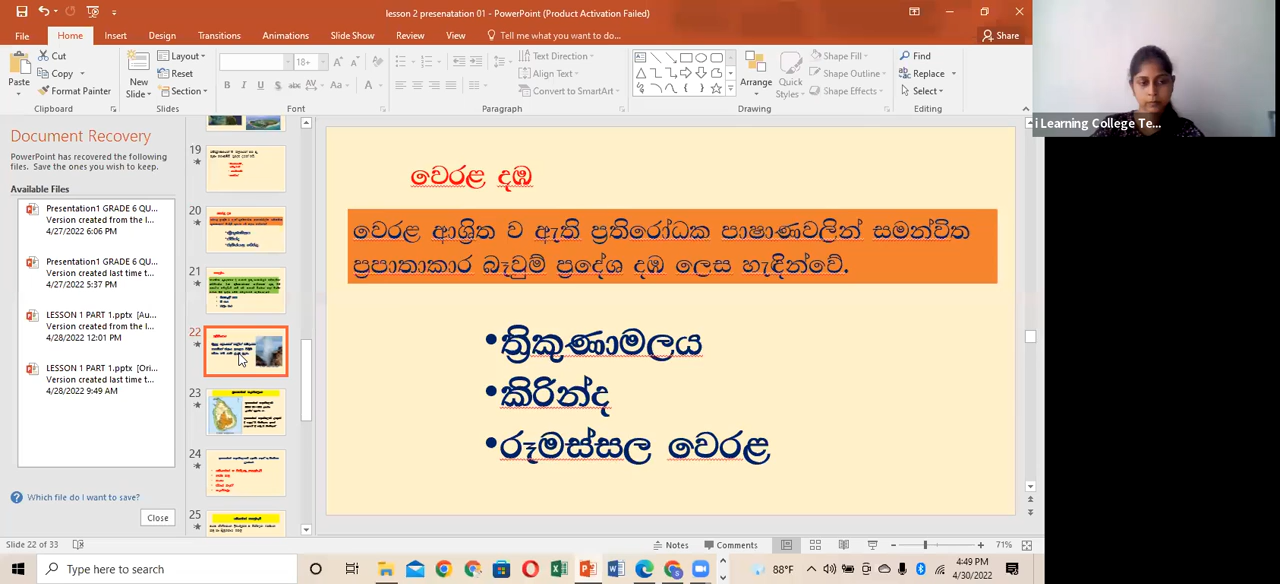 lesson 2 presenatation 01 - PowerPoint (Product Activation Failed)
File Home Insert Design Transitions Animations Slide Show Review View Tell me what you want to do... Share
Paste Cut Copy Format Painter Clipboard
New Slide Layout Reset Section Slides
18+ Font
Text Direction Align Text Convert to SmartArt Paragraph
Arrange Quick Styles Shape Fill Shape Outline Shape Effects Drawing
Find Replace Select Editing
i Learning College Te...
Document Recovery
PowerPoint has recovered the following
files. Save the ones you wish to keep.
Available Files
Presentation1 GRADE 6 QU...
Version created from the l...
4/27/2022 6:06 PM
Presentation1 GRADE 6 QU...
Version created last time t...
4/27/2022 5:37 PM
LESSON 1 PART 1.pptx [Au...
Version created from the l...
4/28/2022 12:01 PM
LESSON 1 PART 1.pptx [Ori...
Version created last time t...
4/28/2022 9:49 AM
Which file do I want to save?
Close
19
20
21
22
23
24
25
වෙරළ දඹ
වෙරළ ආශ්‍රිත ව ඇති ප්‍රතිරෝධක පාෂාණවලින් සමන්විත
ප්‍රපාතාකාර බෑවුම් ප්‍රදේශ දඹ ලෙස හැඳින්වේ.
•ත්‍රිකුණාමලය
•කිරින්ද
•රූමස්සල වෙරළ
Slide 22 of 33 Notes Comments 71%
Type here to search 88°F 4:49 PM
4/30/2022